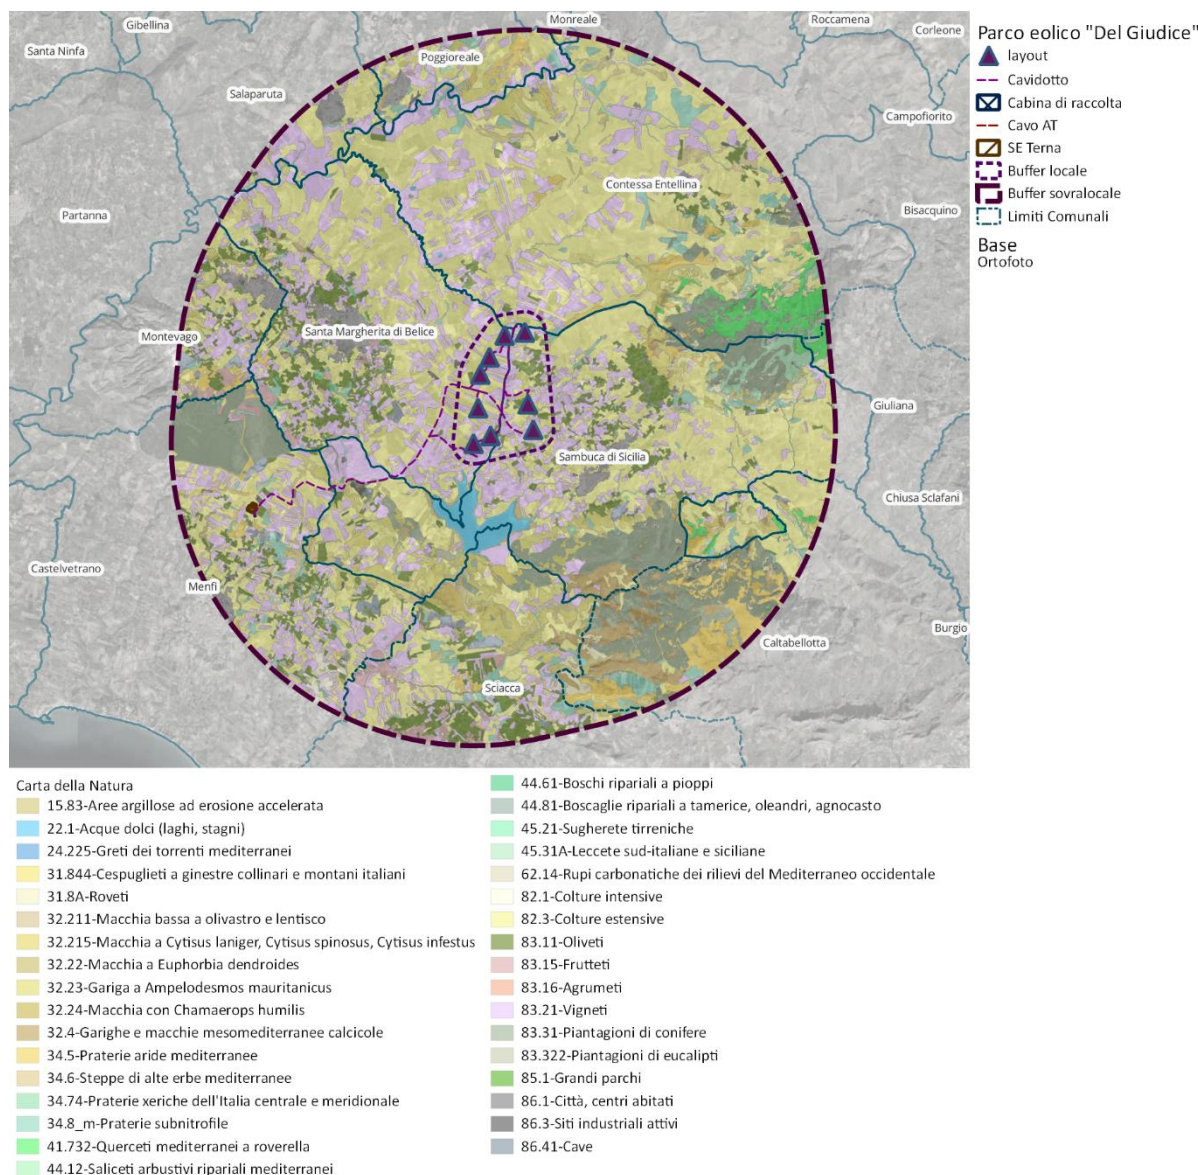 Monreale
Roccamena
Gibellina
Corleone
Santa Ninfa
Poggioreale
Salaparuta
Campofiorito
Contessa Entellina
Bisacquino
Partanna
Santa Margherita di Belice
Montevago
Giuliana
Sambuca di Sicilia
Chiusa Sclafani
Castelvetrano
Menfi
Burgio
Caltabellotta
Sciacca
Parco eolico "Del Giudice"
layout
Cavidotto
Cabina di raccolta
Cavo AT
SE Terna
Buffer locale
Buffer sovralocale
Limiti Comunali
Base
Ortofoto
Carta della Natura
15.83-Aree argillose ad erosione accelerata
22.1-Acque dolci (laghi, stagni)
24.225-Greti dei torrenti mediterranei
31.844-Cespuglieti a ginestre collinari e montani italiani
31.8A-Roveti
32.211-Macchia bassa a olivastro e lentisco
32.215-Macchia a Cytisus laniger, Cytisus spinosus, Cytisus infestus
32.22-Macchia a Euphorbia dendroides
32.23-Gariga a Ampelodesmos mauritanicus
32.24-Macchia con Chamaerops humilis
32.4-Garighe e macchie mesomediterranee calcicole
34.5-Praterie aride mediterranee
34.6-Steppe di alte erbe mediterranee
34.74-Praterie xeriche dell'Italia centrale e meridionale
34.8_m-Praterie subnitrofile
41.732-Querceti mediterranei a roverella
44.12-Saliceti arbustivi ripariali mediterranei
44.61-Boschi ripariali a pioppi
44.81-Boscaglie ripariali a tamerice, oleandri, agnocasto
45.21-Sugherete tirreniche
45.31A-Leccete sud-italiane e siciliane
62.14-Rupi carbonatiche dei rilievi del Mediterraneo occidentale
82.1-Colture intensive
82.3-Colture estensive
83.11-Oliveti
83.15-Frutteti
83.16-Agrumeti
83.21-Vigneti
83.31-Piantagioni di conifere
83.322-Piantagioni di eucalipti
85.1-Grandi parchi
86.1-Città, centri abitati
86.3-Siti industriali attivi
86.41-Cave